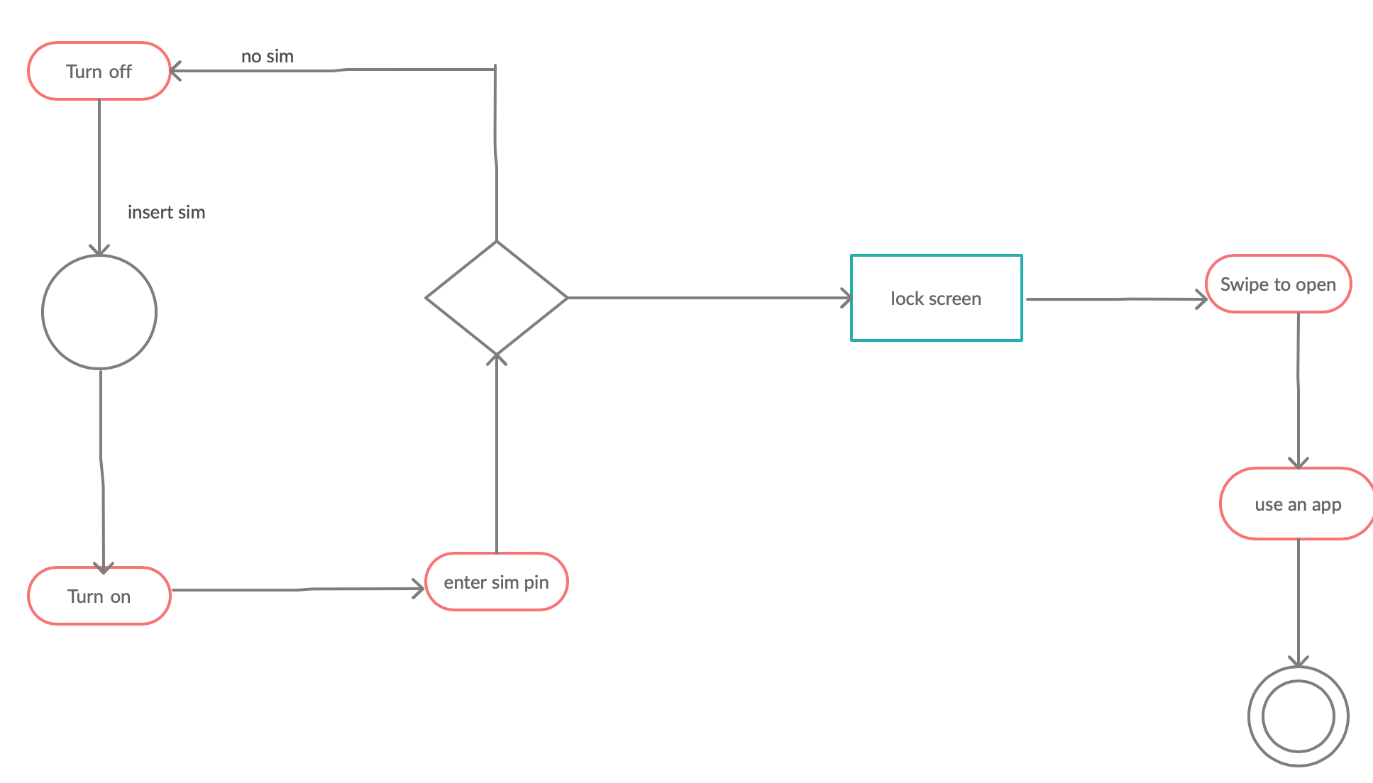 no sim
Turn off
insert sim
lock screen
Swipe to open
use an app
enter sim pin
Turn on